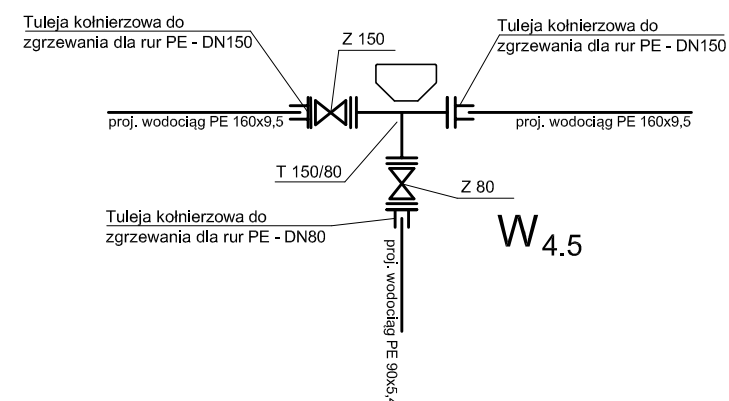 Tuleja kołnierzowa do
zgrzewania dla rur PE - DN150
Z 150
Tuleja kołnierzowa do
zgrzewania dla rur PE - DN150
proj. wodociąg PE 160x9,5
proj. wodociąg PE 160x9,5
T 150/80
Z 80
Tuleja kołnierzowa do
zgrzewania dla rur PE - DN80
W4.5
proj. wodociąg PE 90x5,4